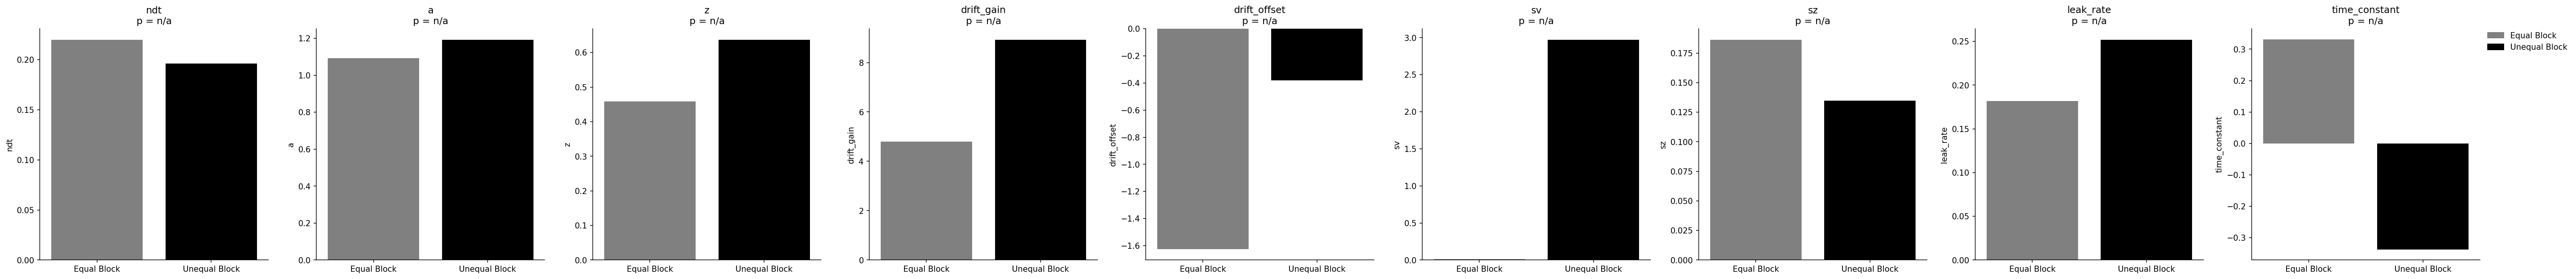 ndt
p = n/a
0.20
0.15
0.10
0.05
0.00
ndt
Equal Block
Unequal Block
a
p = n/a
1.2
1.0
0.8
0.6
0.4
0.2
0.0
a
Equal Block
Unequal Block
z
p = n/a
0.6
0.5
0.4
0.3
0.2
0.1
0.0
z
Equal Block
Unequal Block
drift_gain
p = n/a
8
6
4
2
0
drift_gain
Equal Block
Unequal Block
drift_offset
p = n/a
0.0
−0.2
−0.4
−0.6
−0.8
−1.0
−1.2
−1.4
−1.6
drift_offset
Equal Block
Unequal Block
sv
p = n/a
3.0
2.5
2.0
1.5
1.0
0.5
0.0
sv
Equal Block
Unequal Block
sz
p = n/a
0.175
0.150
0.125
0.100
0.075
0.050
0.025
0.000
sz
Equal Block
Unequal Block
leak_rate
p = n/a
0.25
0.20
0.15
0.10
0.05
0.00
leak_rate
Equal Block
Unequal Block
time_constant
p = n/a
0.3
0.2
0.1
0.0
−0.1
−0.2
−0.3
time_constant
Equal Block
Unequal Block
Equal Block
Unequal Block